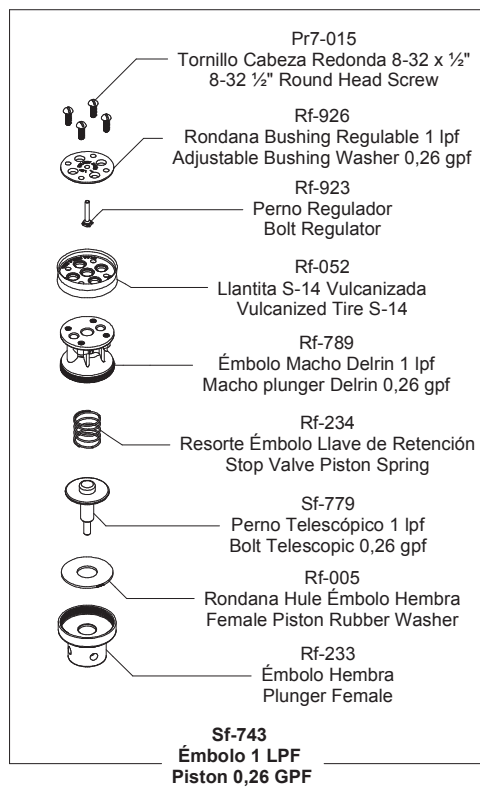 Pr7-015
Tornillo Cabeza Redonda 8-32 x ½"
8-32 ½" Round Head Screw
Rf-926
Rondana Bushing Regulable 1 lpf
Adjustable Bushing Washer 0,26 gpf
Rf-923
Perno Regulador
Bolt Regulator
Rf-052
Llantita S-14 Vulcanizada
Vulcanized Tire S-14
Rf-789
Émbolo Macho Delrin 1 lpf
Macho plunger Delrin 0,26 gpf
Rf-234
Resorte Émbolo Llave de Retención
Stop Valve Piston Spring
Sf-779
Perno Telescópico 1 lpf
Bolt Telescopic 0,26 gpf
Rf-005
Rondana Hule Émbolo Hembra
Female Piston Rubber Washer
Rf-233
Émbolo Hembra
Plunger Female
Sf-743
Émbolo 1 LPF
Piston 0,26 GPF